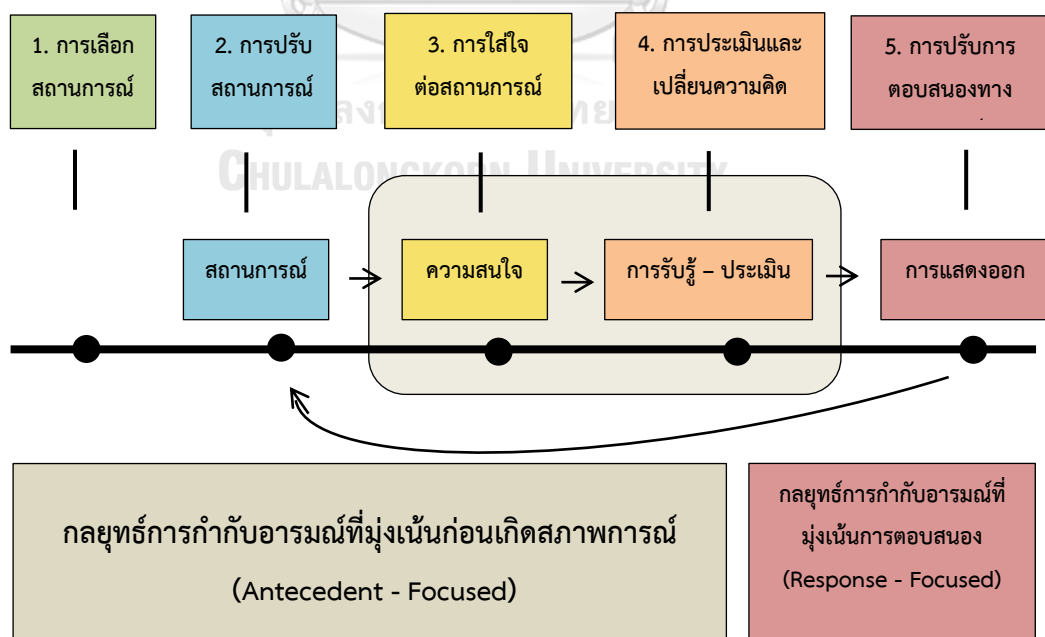 1. การเลือก
สถานการณ์
2. การปรับ
สถานการณ์
3. การใส่ใจ
ต่อสถานการณ์
4. การประเมินและ
เปลี่ยนความคิด
5. การปรับการ
ตอบสนองทาง
CHULALONGKORN UNIVERSITY
สถานการณ์
ความสนใจ
การรับรู้ – ประเมิน
การแสดงออก
กลยุทธ์การกำกับอารมณ์ที่มุ่งเน้นก่อนเกิดสภาพการณ์
(Antecedent - Focused)
กลยุทธ์การกำกับอารมณ์ที่
มุ่งเน้นการตอบสนอง
(Response - Focused)